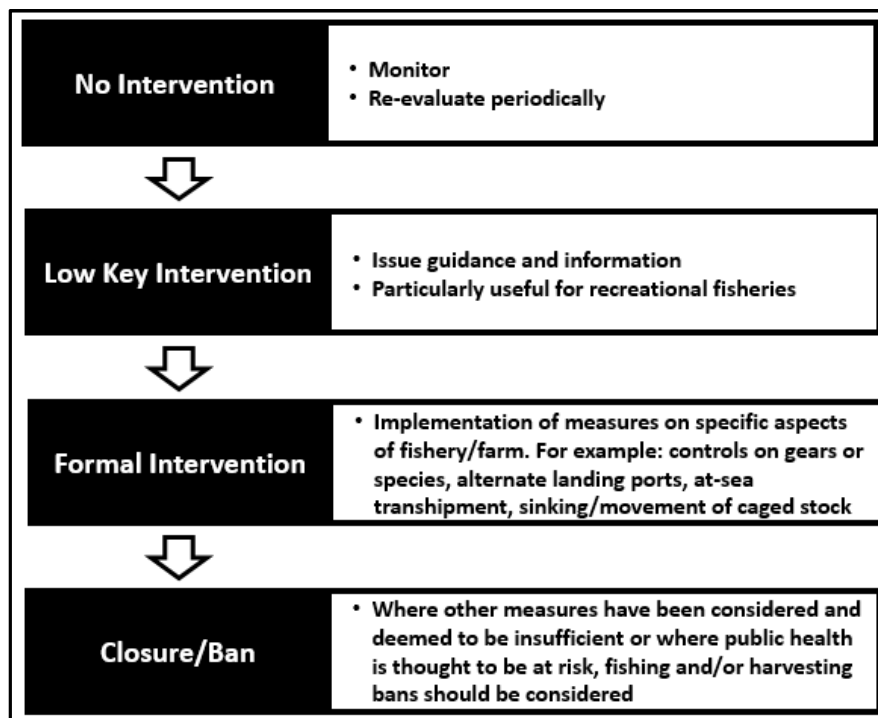 No Intervention
• Monitor
• Re-evaluate periodically
Low Key Intervention
• Issue guidance and information
• Particularly useful for recreational fisheries
Formal Intervention
• Implementation of measures on specific aspects
of fishery/farm. For example: controls on gears or
species, alternate landing ports, at-sea
transhipment, sinking/movement of caged stock
Closure/Ban
• Where other measures have been considered and
deemed to be insufficient or where public health
is thought to be at risk, fishing and/or harvesting
bans should be considered